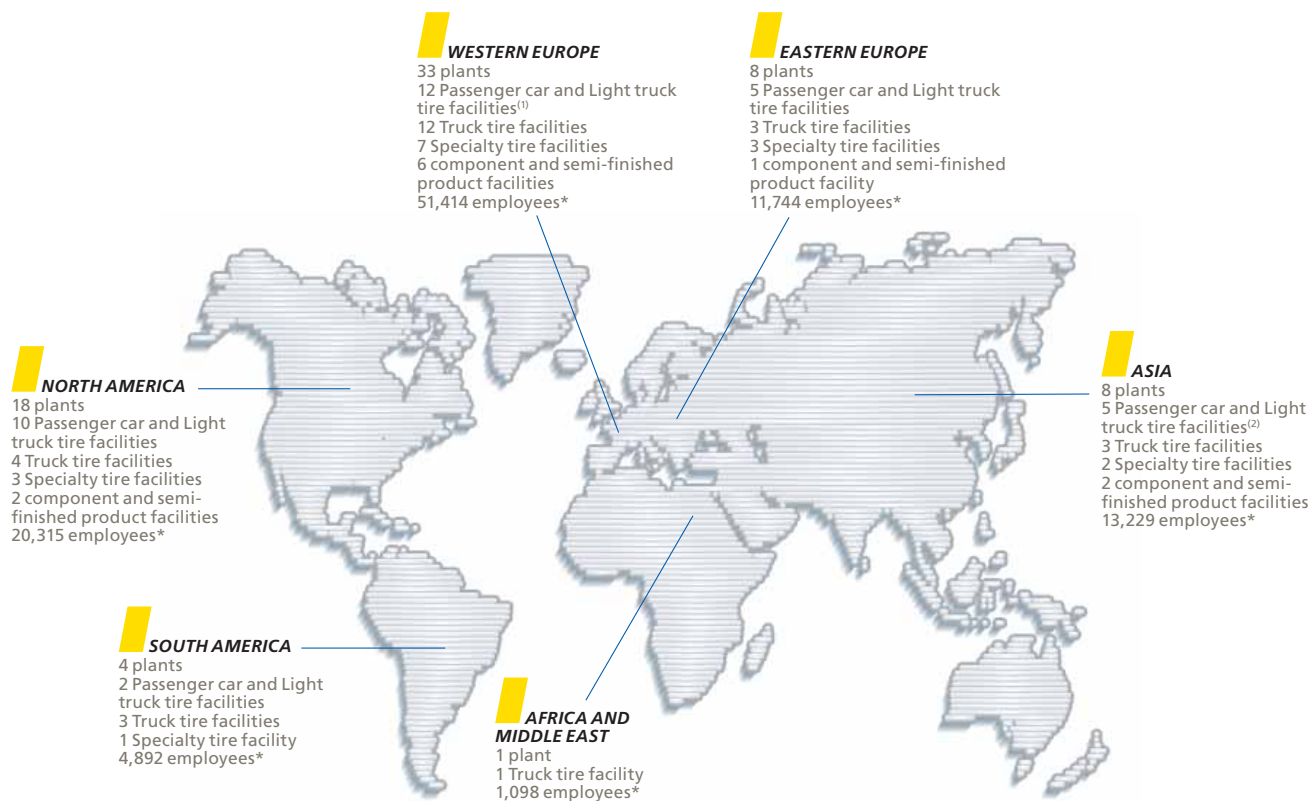 WESTERN EUROPE
33 plants
12 Passenger car and Light truck
tire facilities(1)
12 Truck tire facilities
7 Specialty tire facilities
6 component and semi-finished
product facilities
51,414 employees*
EASTERN EUROPE
8 plants
5 Passenger car and Light truck
tire facilities
3 Truck tire facilities
3 Specialty tire facilities
1 component and semi-finished
product facility
11,744 employees*
NORTH AMERICA
18 plants
10 Passenger car and Light
truck tire facilities
4 Truck tire facilities
3 Specialty tire facilities
2 component and semi-
finished product facilities
20,315 employees*
ASIA
8 plants
5 Passenger car and Light
truck tire facilities(2)
3 Truck tire facilities
2 Specialty tire facilities
2 component and semi-
finished product facilities
13,229 employees*
SOUTH AMERICA
4 plants
2 Passenger car and Light
truck tire facilities
3 Truck tire facilities
1 Specialty tire facility
4,892 employees*
AFRICA AND
MIDDLE EAST
1 plant
1 Truck tire facility
1,098 employees*